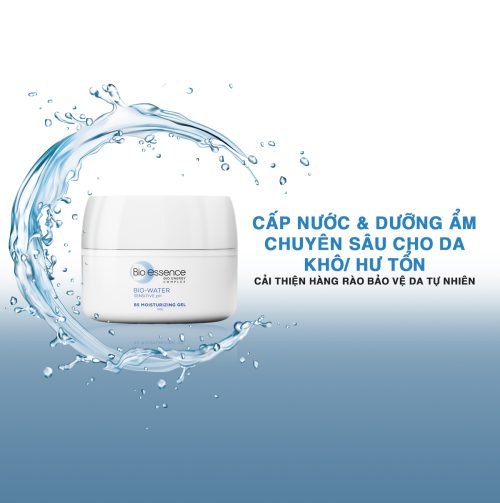 CẤP NƯỚC & DƯỠNG ẨM
CHUYÊN SÂU CHO DA
KHÔ/ HƯ TỔN
CẢI THIỆN HÀNG RÀO BẢO VỆ DA TỰ NHIÊN
Bio essence
BIO ENERGY
COMPLEX
BIO-WATER
SENSITIVE pH
B5 MOISTURIZING GEL